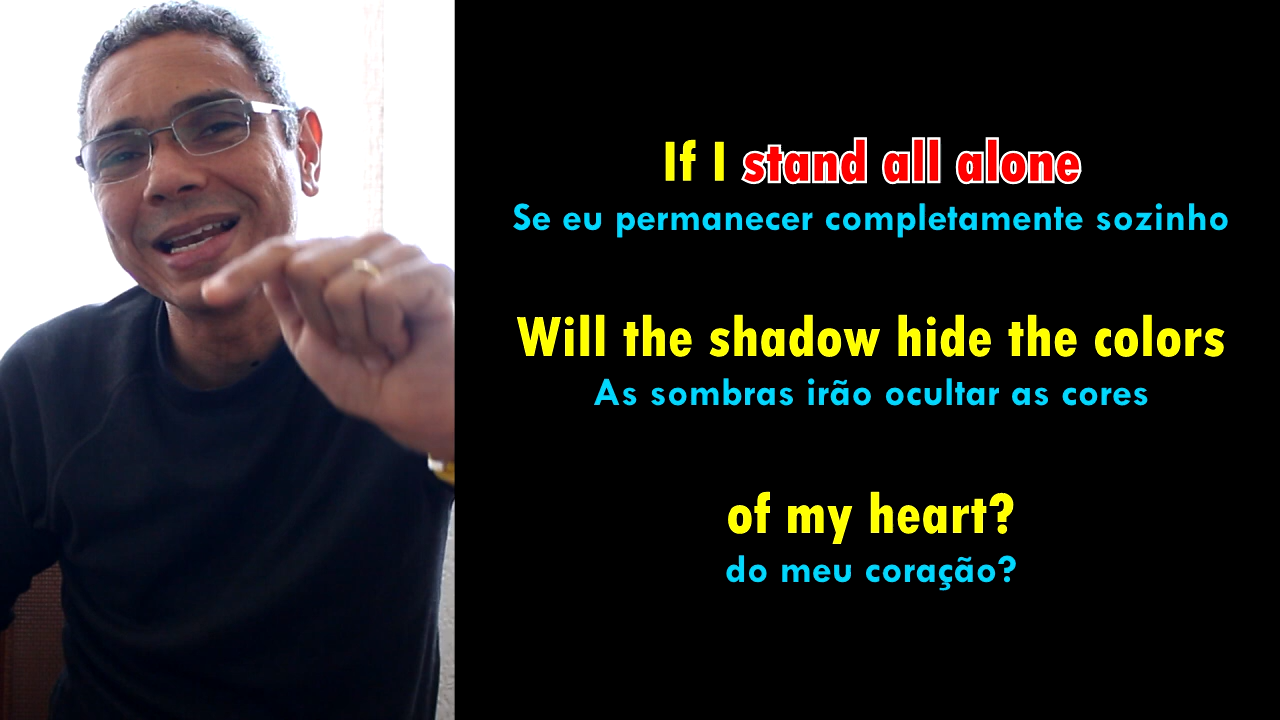 If I stand all alone
Se eu permanecer completamente sozinho
Will the shadow hide the colors
As sombras irão ocultar as cores
of my heart?
do meu coração?